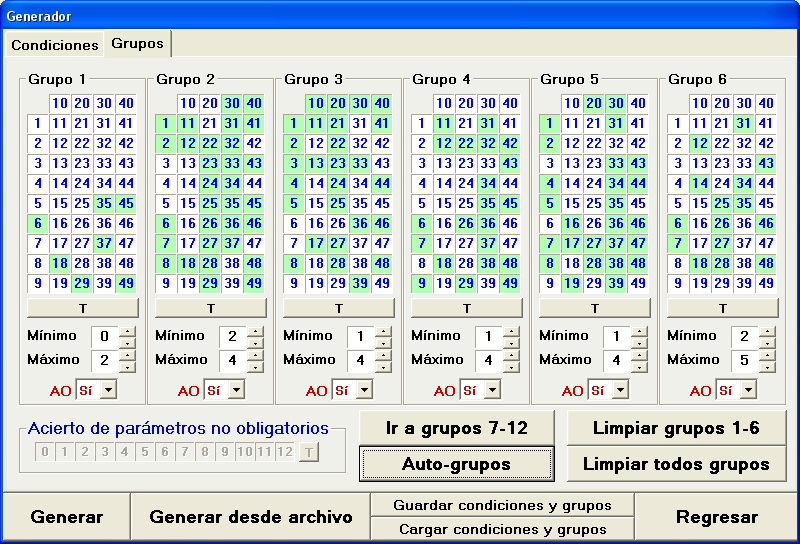 Generador
Condiciones Grupos
Grupo 1 Grupo 2 Grupo 3 Grupo 4 Grupo 5 Grupo 6
10 20 30 40 10 20 30 40 10 20 30 40 10 20 30 40 10 20 30 40 10 20 30 40
1 11 21 31 41 1 11 21 31 41 1 11 21 31 41 1 11 21 31 41 1 11 21 31 41 1 11 21 31 41
2 12 22 32 42 2 12 22 32 42 2 12 22 32 42 2 12 22 32 42 2 12 22 32 42 2 12 22 32 42
3 13 23 33 43 3 13 23 33 43 3 13 23 33 43 3 13 23 33 43 3 13 23 33 43 3 13 23 33 43
4 14 24 34 44 4 14 24 34 44 4 14 24 34 44 4 14 24 34 44 4 14 24 34 44 4 14 24 34 44
5 15 25 35 45 5 15 25 35 45 5 15 25 35 45 5 15 25 35 45 5 15 25 35 45 5 15 25 35 45
6 16 26 36 46 6 16 26 36 46 6 16 26 36 46 6 16 26 36 46 6 16 26 36 46 6 16 26 36 46
7 17 27 37 47 7 17 27 37 47 7 17 27 37 47 7 17 27 37 47 7 17 27 37 47 7 17 27 37 47
8 18 28 38 48 8 18 28 38 48 8 18 28 38 48 8 18 28 38 48 8 18 28 38 48 8 18 28 38 48
9 19 29 39 49 9 19 29 39 49 9 19 29 39 49 9 19 29 39 49 9 19 29 39 49 9 19 29 39 49
T T T T T T
Mínimo 0 Mínimo 2 Mínimo 1 Mínimo 1 Mínimo 1 Mínimo 2
Máximo 2 Máximo 4 Máximo 4 Máximo 4 Máximo 4 Máximo 5
AO Sí AO Sí AO Sí AO Sí AO Sí AO Sí
Acierto de parámetros no obligatorios
0 1 2 3 4 5 6 7 8 9 10 11 12 T
Ir a grupos 7-12 Limpiar grupos 1-6
Auto-grupos Limpiar todos grupos
Generar Generar desde archivo
Guardar condiciones y grupos
Cargar condiciones y grupos
Regresar